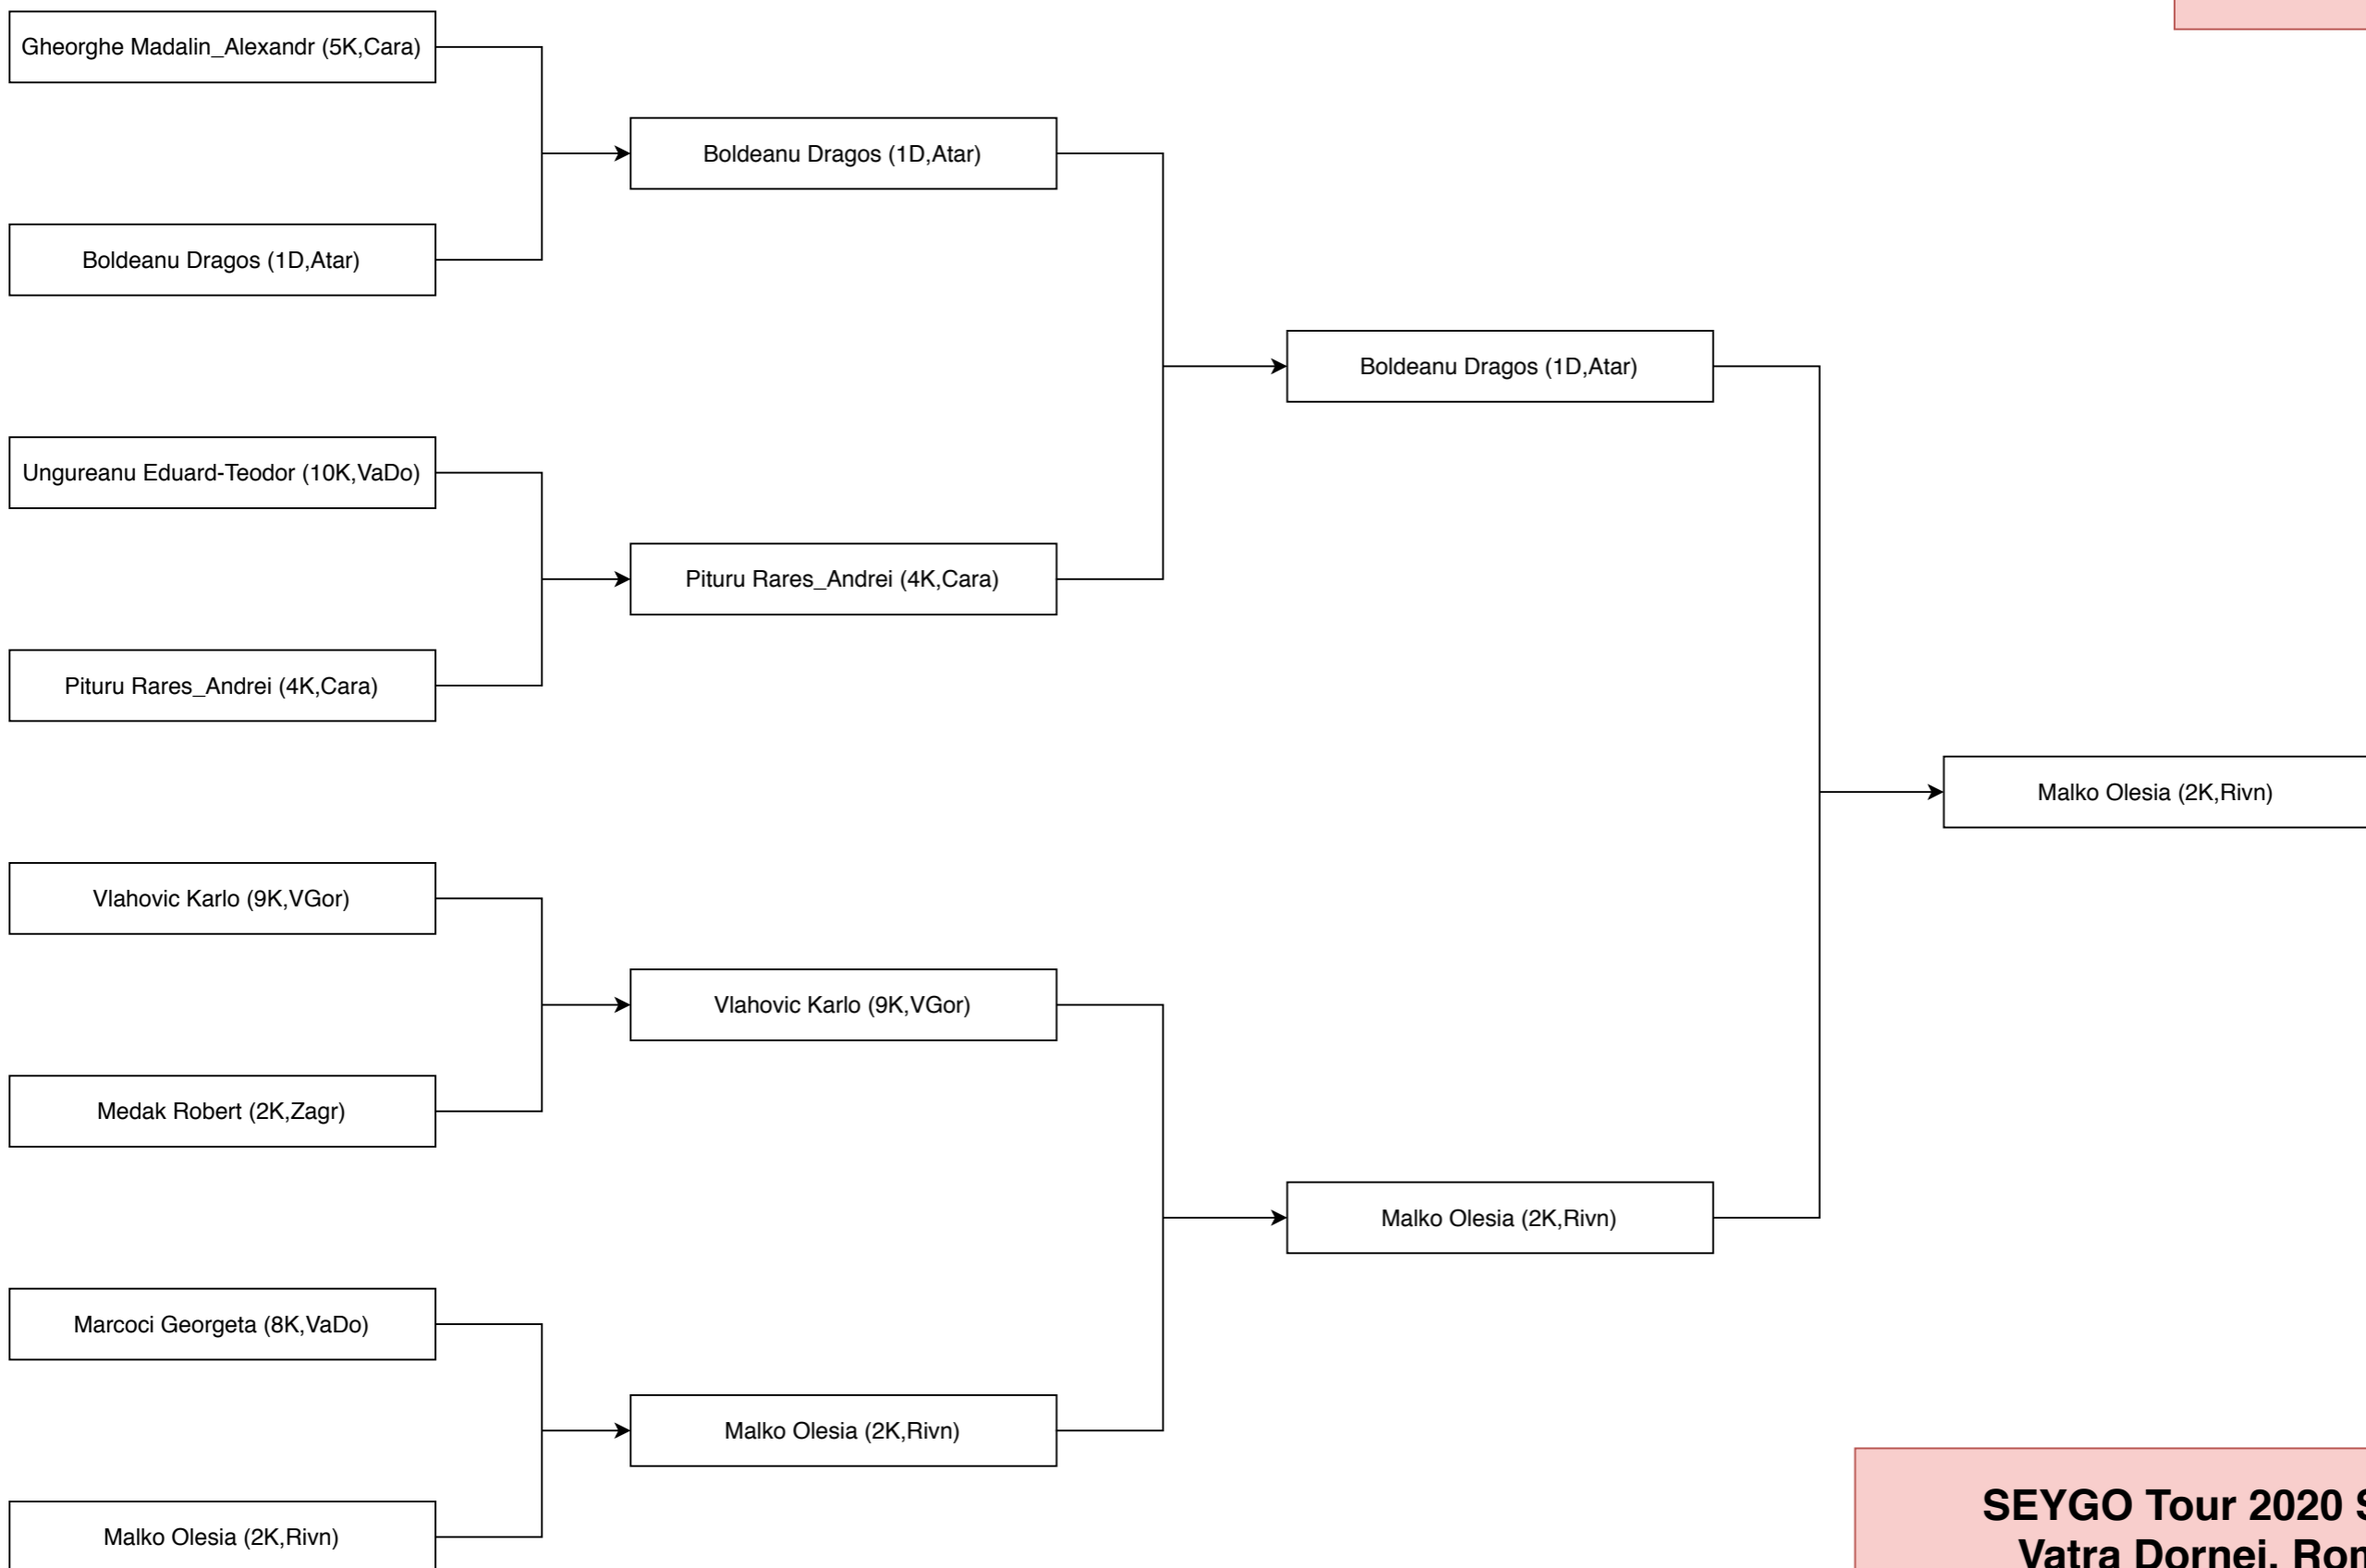 Gheorghe Madalin_Alexandr (5K,Cara)
Boldeanu Dragos (1D,Atar)
Boldeanu Dragos (1D,Atar)
Boldeanu Dragos (1D,Atar)
Ungureanu Eduard-Teodor (10K,VaDo)
Pituru Rares_Andrei (4K,Cara)
Pituru Rares_Andrei (4K,Cara)
Malko Olesia (2K,Rivn)
Vlahovic Karlo (9K,VGor)
Vlahovic Karlo (9K,VGor)
Medak Robert (2K,Zagr)
Malko Olesia (2K,Rivn)
Marcoci Georgeta (8K,VaDo)
Malko Olesia (2K,Rivn)
Malko Olesia (2K,Rivn)
SEYGO Tour 2020
Vatra Dornei,